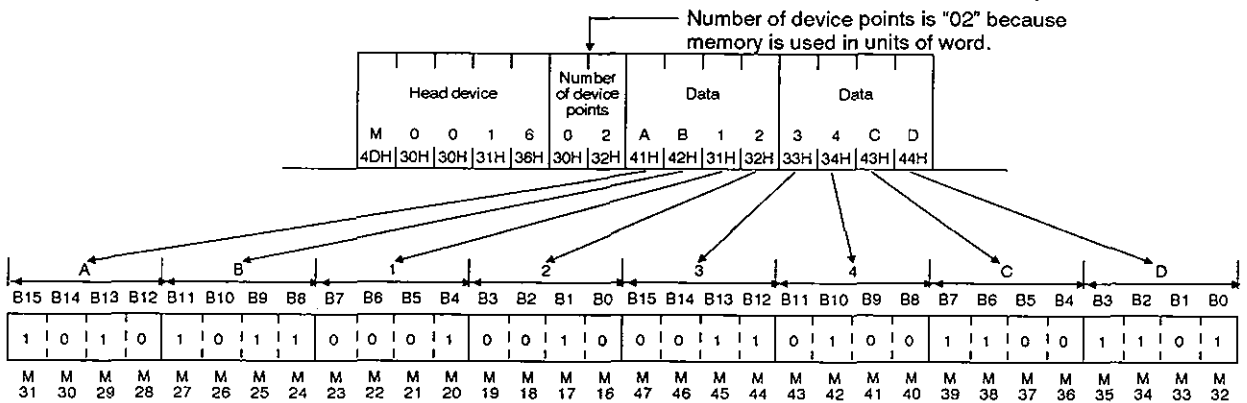 Number of device points is "02" because
memory is used in units of word.
Head device
Number
of device
points
Data
Data
M 0 0 1 6 0 2 A B 1 2 3 4 C D
4DH 30H 30H 31H 36H 30H 32H 41H 42H 31H 32H 33H 34H 43H 44H
A B 1 2 3 4 C D
B15 B14 B13 B12 B11 B10 B9 B8 B7 B6 B5 B4 B3 B2 B1 B0 B15 B14 B13 B12 B11 B10 B9 B8 B7 B6 B5 B4 B3 B2 B1 B0
1 0 1 0 1 0 1 1 0 0 0 1 0 0 1 0 0 0 1 1 0 1 0 0 1 1 0 0 1 1 0 1
M M M M M M M M M M M M M M M M M M M M M M M M M M M M M M M M
31 30 29 28 27 26 25 24 23 22 21 20 19 18 17 16 47 46 45 44 43 42 41 40 39 38 37 36 35 34 33 32